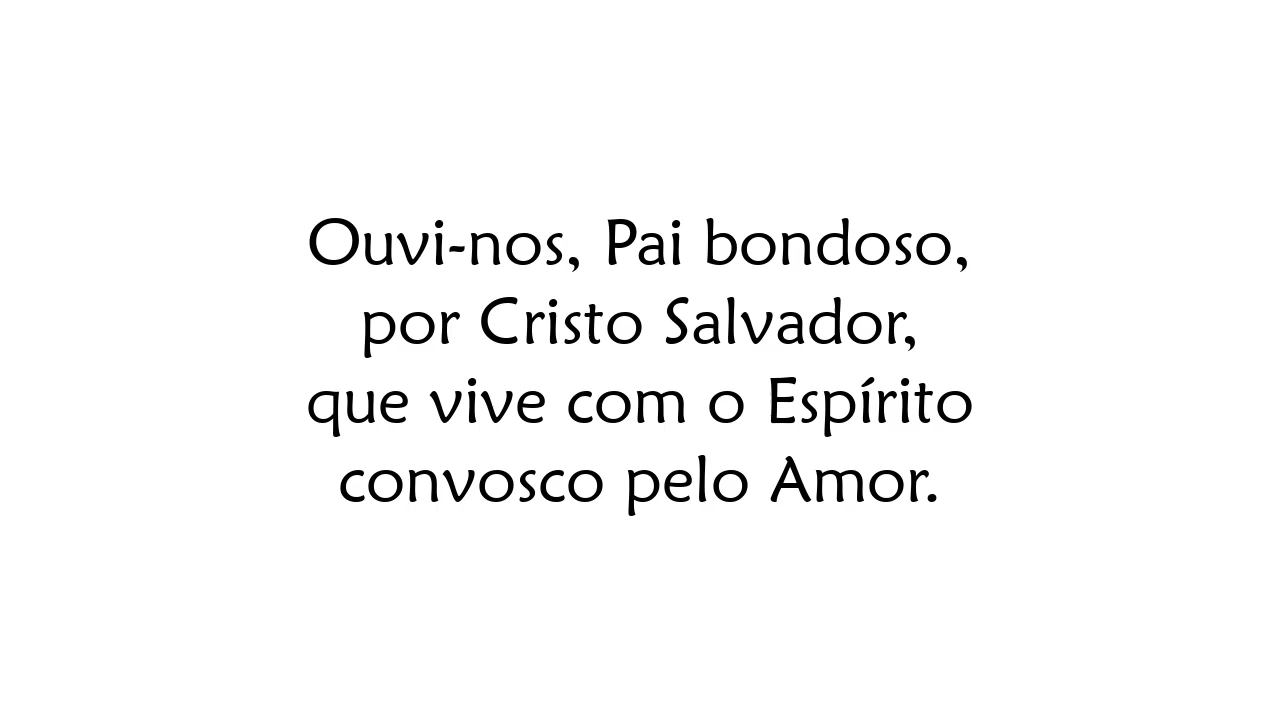 Ouvi-nos, Pai bondoso,
por Cristo Salvador,
que vive com o Espírito
convosco pelo Amor.